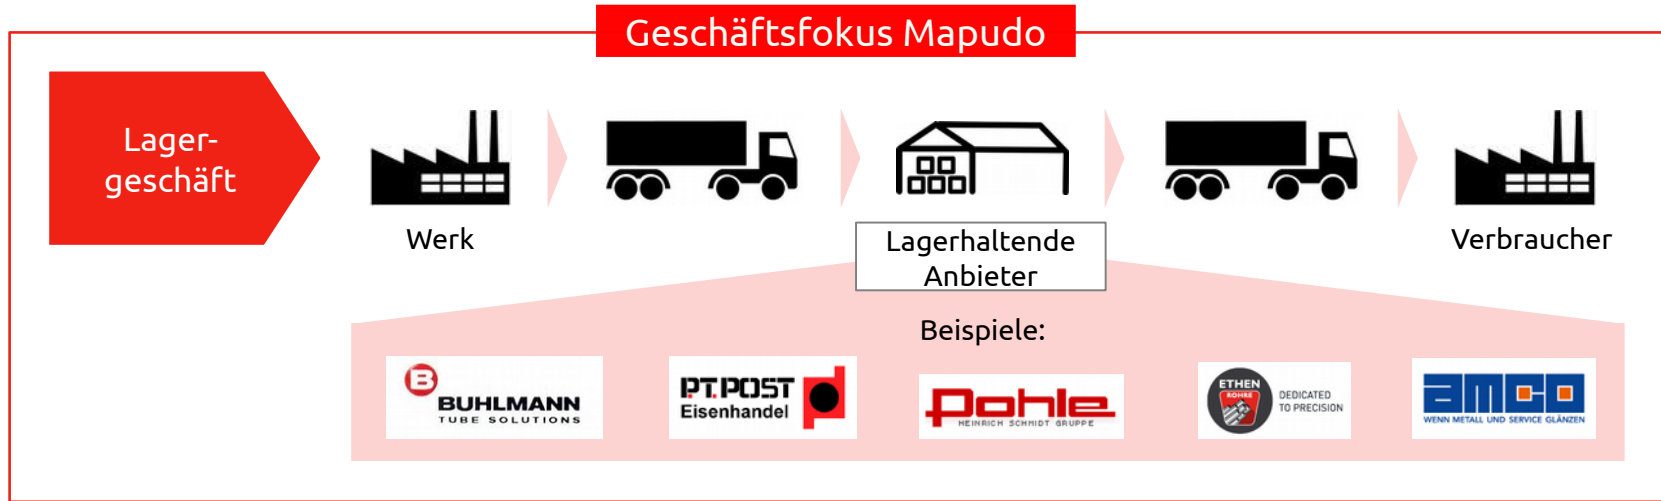 Geschäftsfokus Mapudo
Lager-
geschäft
Werk
Lagerhaltende
Anbieter
Verbraucher
Beispiele:
B
BUHLMANN
TUBE SOLUTIONS
P.T.POST
Eisenhandel
Pohle
HEINRICH SCHMIDT GRUPPE
ETHEN
ROHRE
DEDICATED
TO PRECISION
amco
WENN METALL UND SERVICE GLÄNZEN